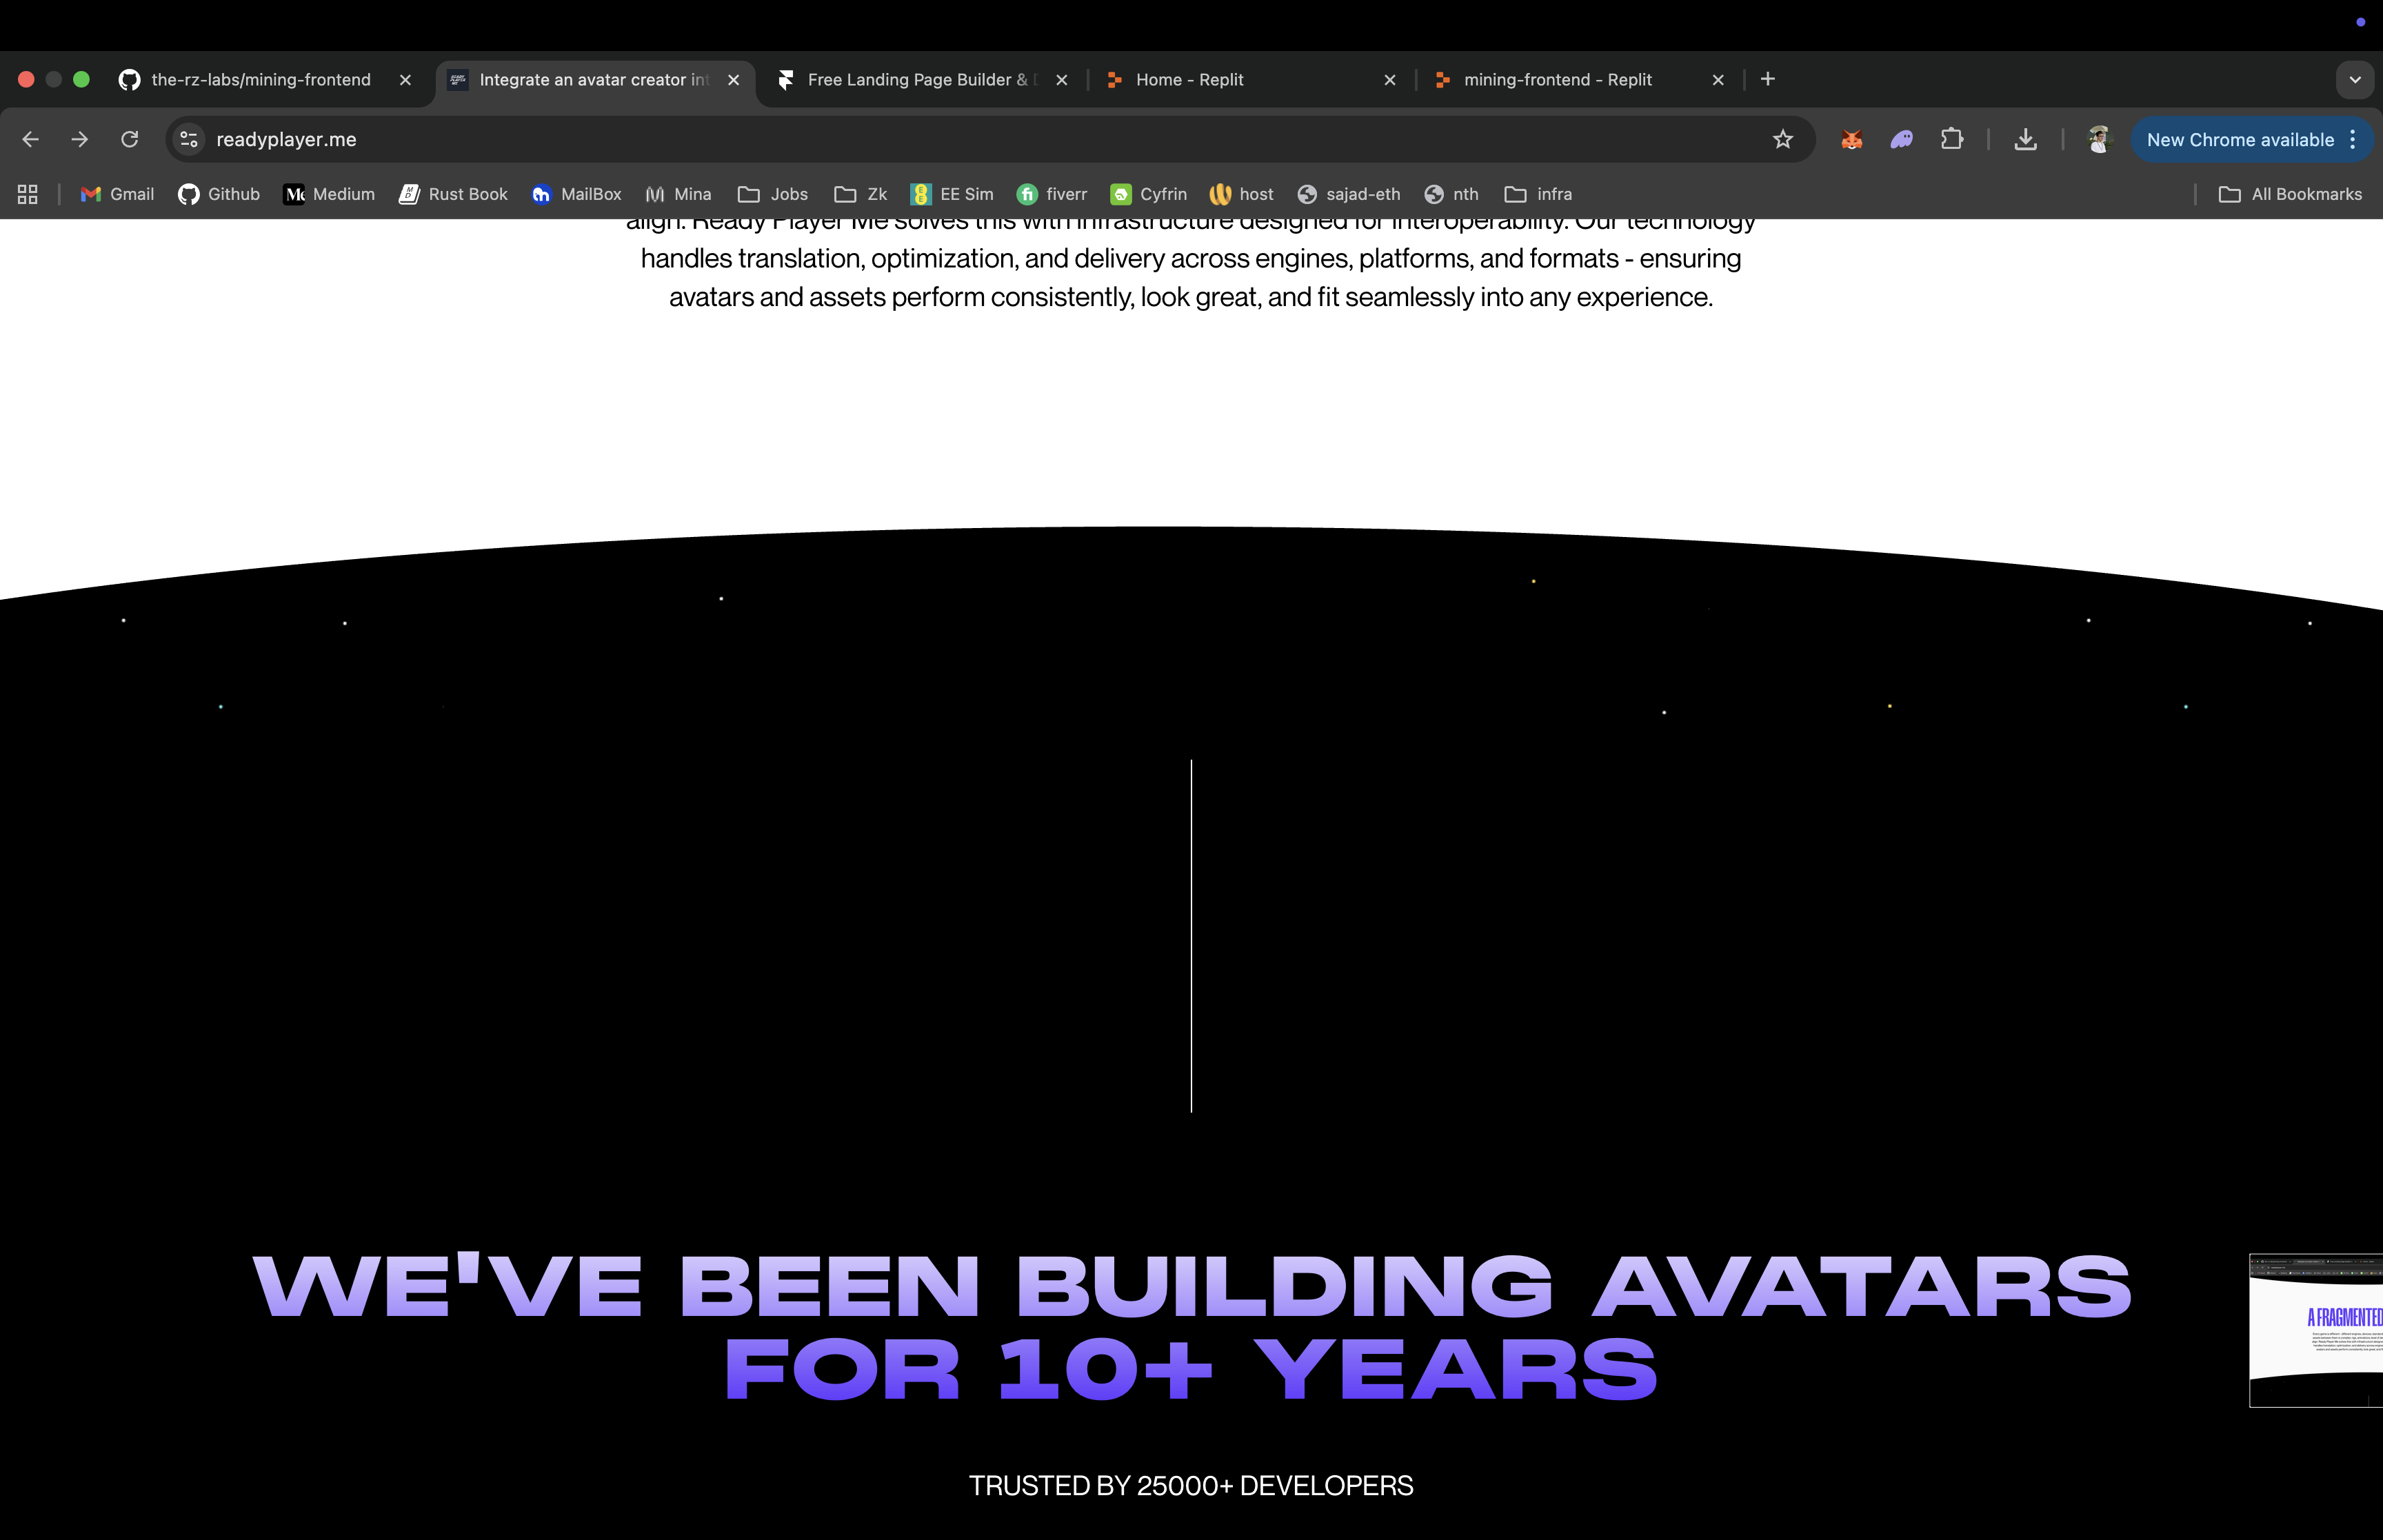 the-rz-labs/mining-frontend
Integrate an avatar creator int
Free Landing Page Builder &
Home - Replit
mining-frontend - Replit
readyplayer.me
New Chrome available
Gmail
Github
Medium
Rust Book
MailBox
Mina
Jobs
Zk
EE Sim
fiverr
Cyfrin
host
sajad-eth
nth
infra
All Bookmarks
align. Ready Player Me solves this with infrastructure designed for interoperability. Our technology
handles translation, optimization, and delivery across engines, platforms, and formats - ensuring
avatars and assets perform consistently, look great, and fit seamlessly into any experience.
WE'VE BEEN BUILDING AVATARS
FOR 10+ YEARS
A FRAGMENTED
TRUSTED BY 25000+ DEVELOPERS